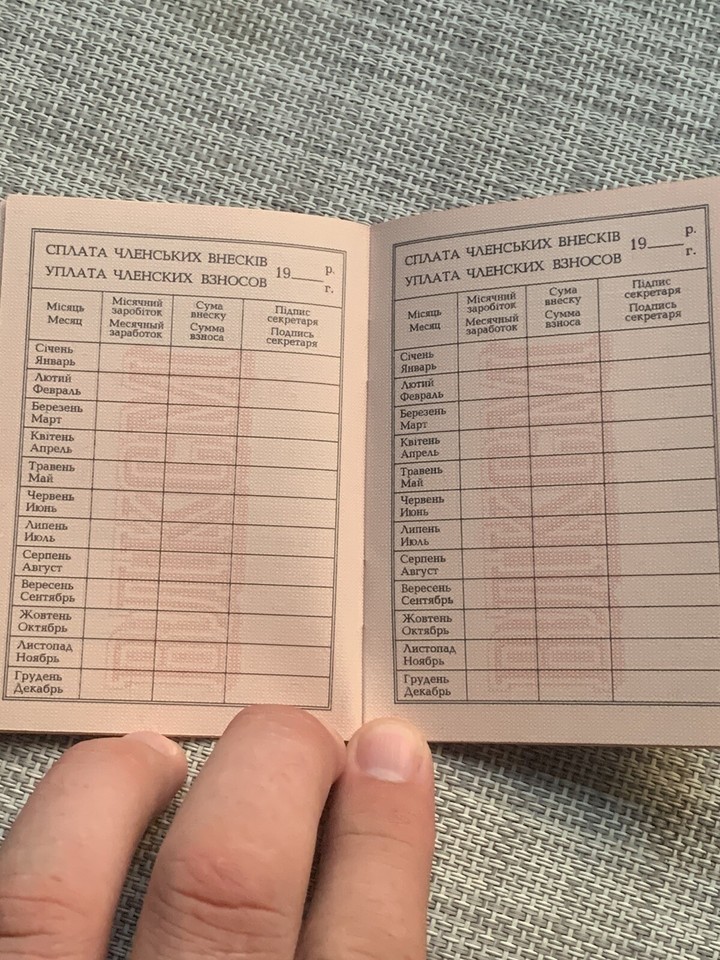 СПЛАТА ЧЛЕНСЬКИХ ВНЕСКІВ 19 р.
УПЛАТА ЧЛЕНСКИХ ВЗНОСОВ г.
Місяць
Месяц
Місячний
заробіток
Месячный
заработок
Сума
внеску
Сумма
взноса
Підпис
секретаря
Подпись
секретаря
Січень
Январь
Лютий
Февраль
Березень
Март
Квітень
Апрель
Травень
Май
Червень
Июнь
Липень
Июль
Серпень
Август
Вересень
Сентябрь
Жовтень
Октябрь
Листопад
Ноябрь
Грудень
Декабрь
СПЛАТА ЧЛЕНСЬКИХ ВНЕСКІВ 19 р.
УПЛАТА ЧЛЕНСКИХ ВЗНОСОВ г.
Місяць
Месяц
Місячний
заробіток
Месячный
заработок
Сума
внеску
Сумма
взноса
Підпис
секретаря
Подпись
секретаря
Січень
Январь
Лютий
Февраль
Березень
Март
Квітень
Апрель
Травень
Май
Червень
Июнь
Липень
Июль
Серпень
Август
Вересень
Сентябрь
Жовтень
Октябрь
Листопад
Ноябрь
Грудень
Декабрь